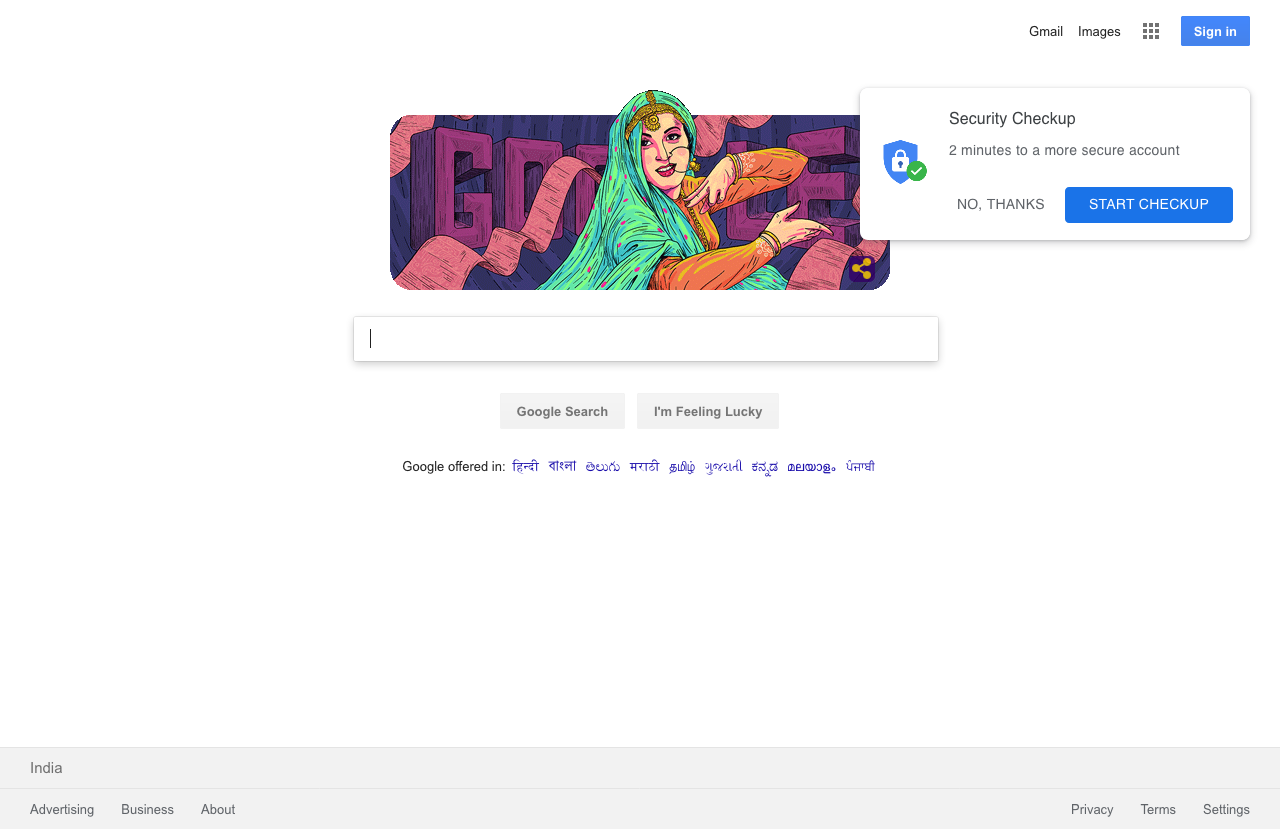 Gmail Images Sign in
GOOGLE
Security Checkup
2 minutes to a more secure account
NO, THANKS START CHECKUP
Google Search I'm Feeling Lucky
Google offered in: हिन्दी বাংলা తెలుగు मराठी தமிழ் ગુજરાતી ಕನ್ನಡ മലയാളം ਪੰਜਾਬੀ
India
Advertising Business About Privacy Terms Settings